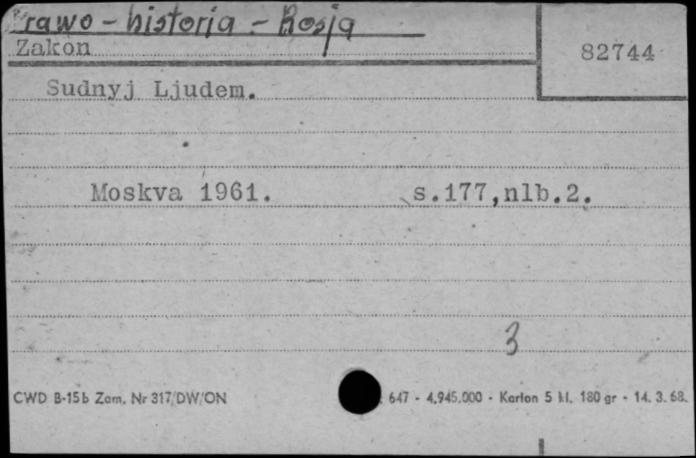 Prawo - historja - Rosja
Zakon
82744
Sudnyj Ljudem.
Moskva 1961. s.177,nlb.2.
3
CWD B-15b Zam. Nr 317/DW/ON 647 - 4.945.000 - Karton 5 kl. 180 gr - 14. 3. 68.